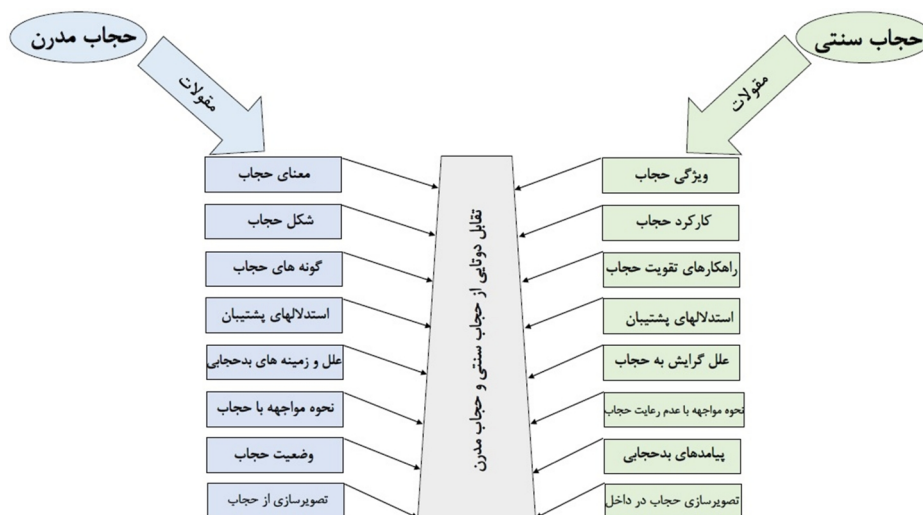 حجاب سنتی
حجاب مدرن
مقولات
مقولات
ویژگی حجاب
معنای حجاب
کارکرد حجاب
شکل حجاب
راهکارهای تقویت حجاب
گونه های حجاب
استدلالهای پشتیبان
استدلالهای پشتیبان
علل گرایش به حجاب
علل و زمینه های بدحجابی
نحوه مواجهه با عدم رعایت حجاب
نحوه مواجهه با حجاب
پیامدهای بدحجابی
وضعیت حجاب
تصویرسازی حجاب در داخل
تصویرسازی از حجاب
تقابل دوتایی از حجاب سنتی و حجاب مدرن